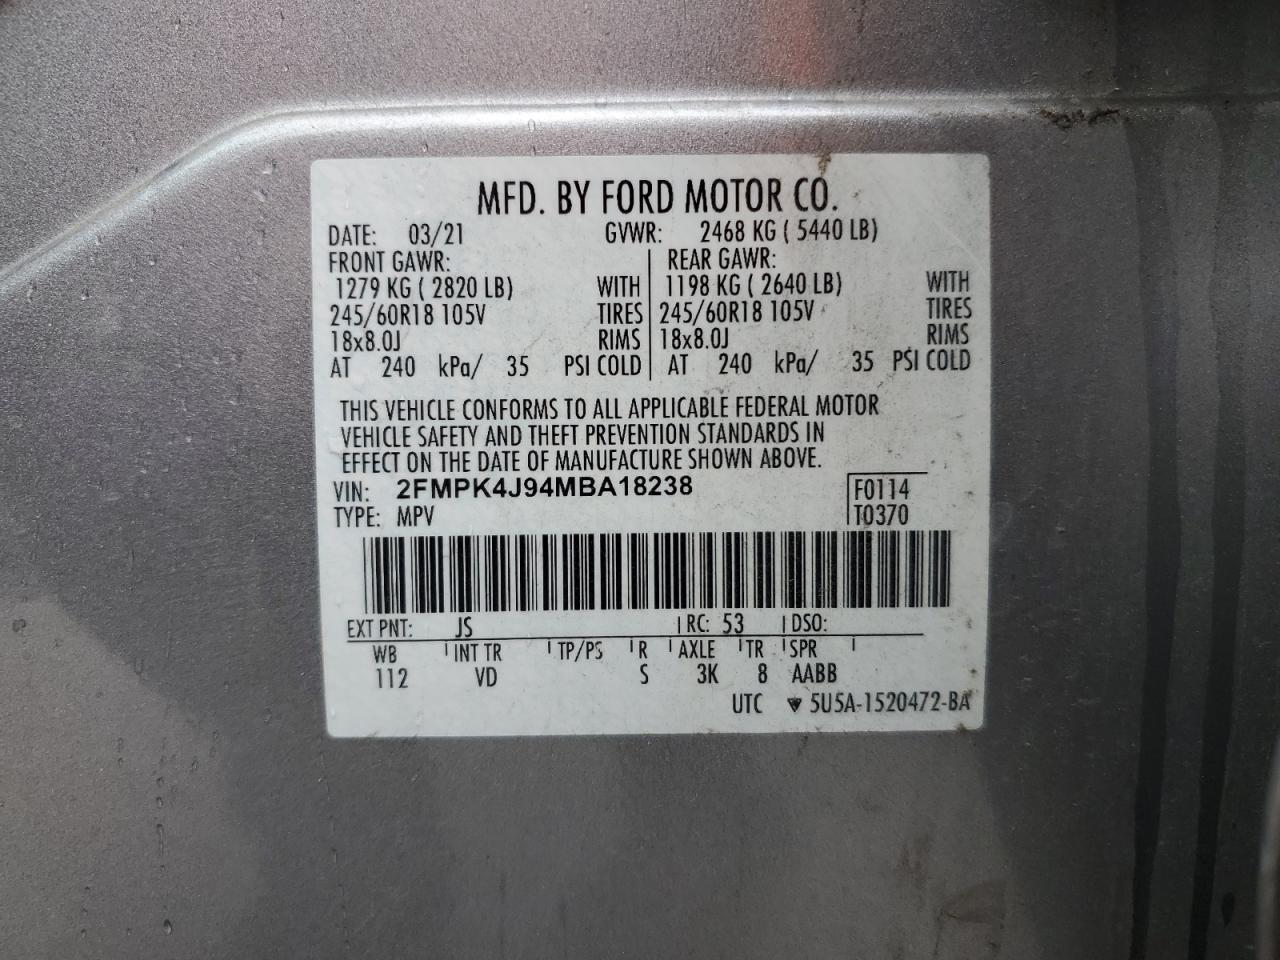 MFD. BY FORD MOTOR CO.
DATE: 03/21 GVWR: 2468 KG ( 5440 LB)
FRONT GAWR: REAR GAWR:
1279 KG ( 2820 LB) WITH 1198 KG ( 2640 LB) WITH
245/60R18 105V TIRES 245/60R18 105V TIRES
18x8.0J RIMS 18x8.0J RIMS
AT 240 kPa/ 35 PSI COLD AT 240 kPa/ 35 PSI COLD
THIS VEHICLE CONFORMS TO ALL APPLICABLE FEDERAL MOTOR
VEHICLE SAFETY AND THEFT PREVENTION STANDARDS IN
EFFECT ON THE DATE OF MANUFACTURE SHOWN ABOVE.
VIN: 2FMPK4J94MBA18238 F0114
TYPE: MPV T0370
EXT PNT: JS RC: 53 DSO:
WB INT TR TP/PS R AXLE TR SPR
112 VD S 3K 8 AABB
UTC 5U5A-1520472-BA